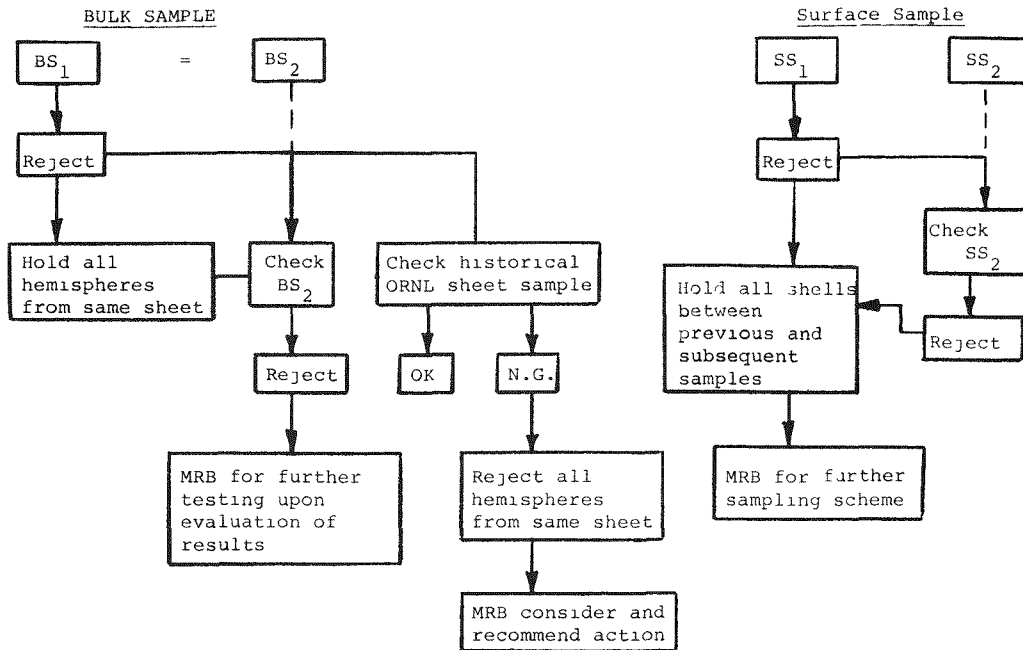 BULK SAMPLE
BS1 = BS2
Reject
Hold all
hemispheres
from same sheet
Check
BS2
Check historical
ORNL sheet sample
Reject
OK
N.G.
MRB for further
testing upon
evaluation of
results
Reject all
hemispheres
from same sheet
MRB consider and
recommend action
Surface Sample
SS1
SS2
Reject
Check
SS2
Hold all shells
between
previous and
subsequent
samples
Reject
MRB for further
sampling scheme